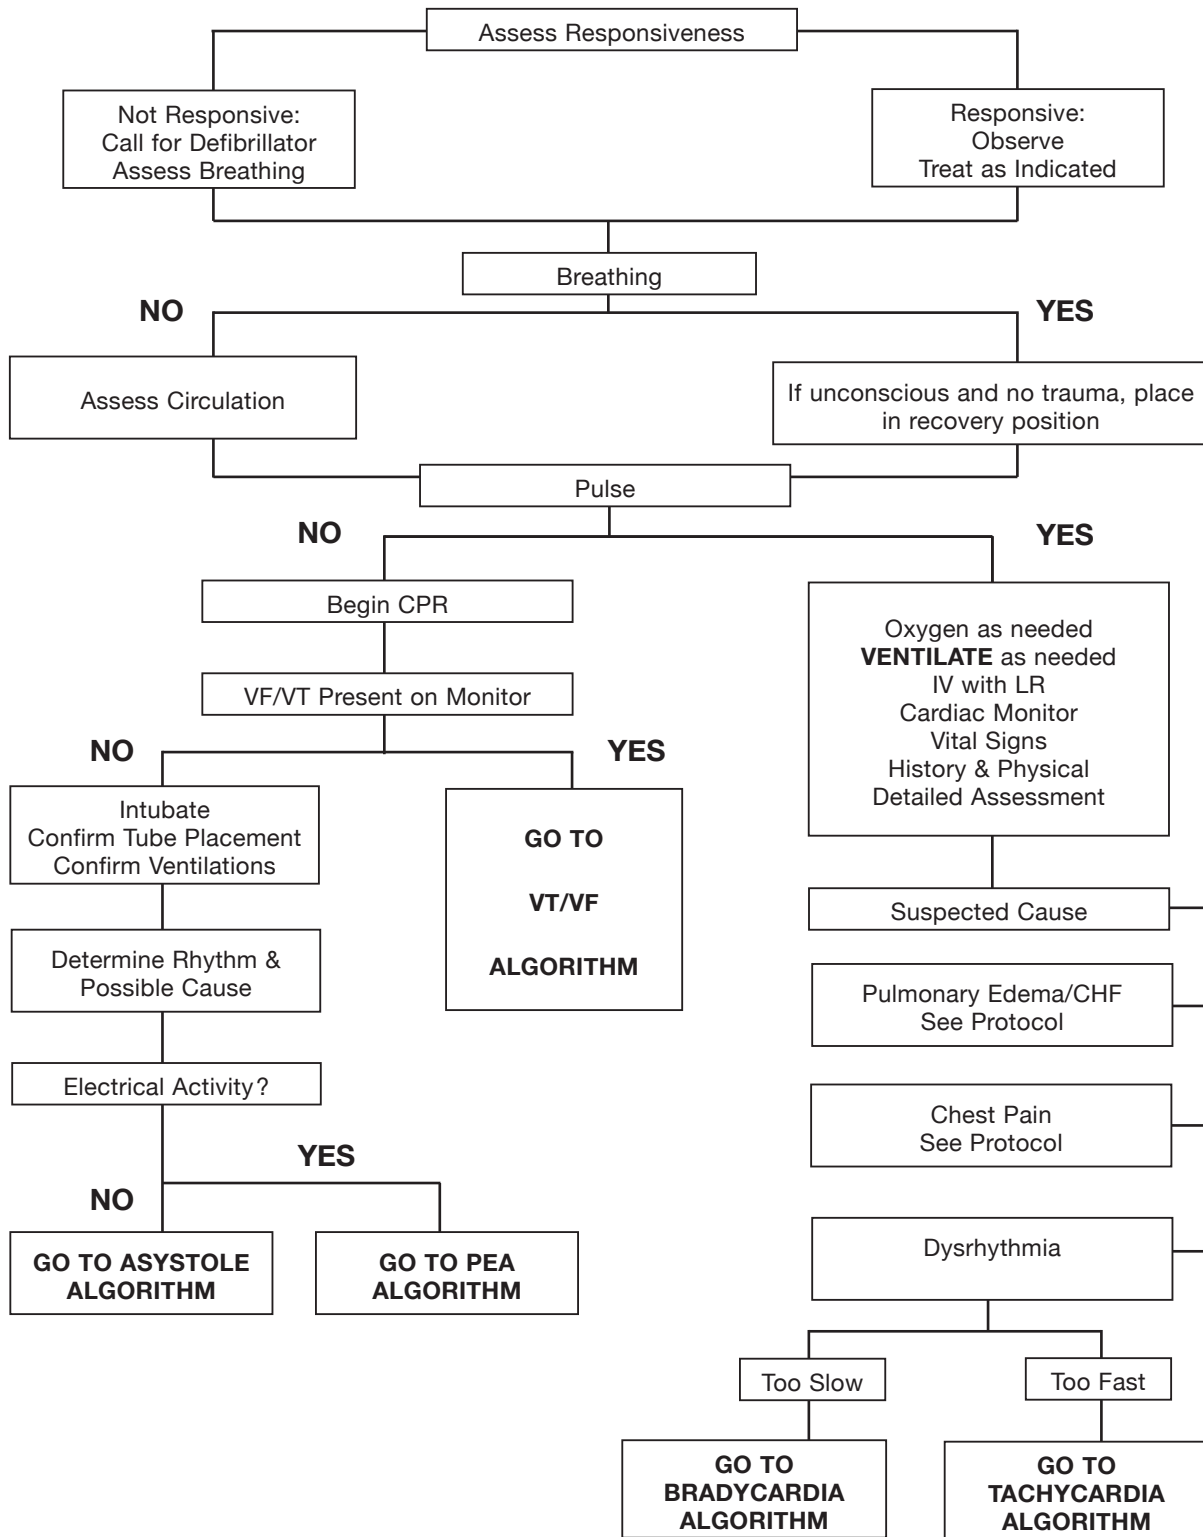 Assess Responsiveness
Not Responsive:
Call for Defibrillator
Assess Breathing
Responsive:
Observe
Treat as Indicated
Breathing
NO
YES
Assess Circulation
If unconscious and no trauma, place
in recovery position
Pulse
NO
YES
Begin CPR
VF/VT Present on Monitor
NO
YES
Intubate
Confirm Tube Placement
Confirm Ventilations
GO TO
VT/VF
ALGORITHM
Oxygen as needed
VENTILATE as needed
IV with LR
Cardiac Monitor
Vital Signs
History & Physical
Detailed Assessment
Suspected Cause
Determine Rhythm &
Possible Cause
Pulmonary Edema/CHF
See Protocol
Electrical Activity?
Chest Pain
See Protocol
YES
NO
GO TO ASYSTOLE
ALGORITHM
GO TO PEA
ALGORITHM
Dysrhythmia
Too Slow
Too Fast
GO TO
BRADYCARDIA
ALGORITHM
GO TO
TACHYCARDIA
ALGORITHM